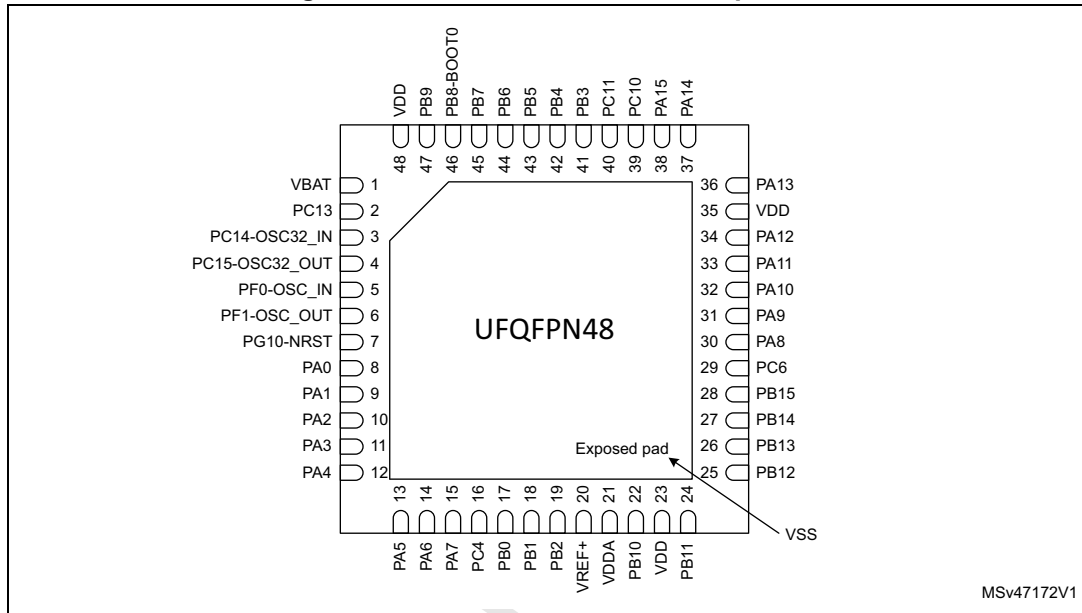 VDD
PB9
PB8-BOOT0
PB7
PB6
PB5
PB4
PB3
PC11
PC10
PA15
PA14
48
47
46
45
44
43
42
41
40
39
38
37
VBAT 1
PC13 2
PC14-OSC32_IN 3
PC15-OSC32_OUT 4
PF0-OSC_IN 5
PF1-OSC_OUT 6
PG10-NRST 7
PA0 8
PA1 9
PA2 10
PA3 11
PA4 12
UFQFPN48
Exposed pad
36 PA13
35 VDD
34 PA12
33 PA11
32 PA10
31 PA9
30 PA8
29 PC6
28 PB15
27 PB14
26 PB13
25 PB12
13
14
15
16
17
18
19
20
21
22
23
24
PA5
PA6
PA7
PC4
PB0
PB1
PB2
VREF+
VDDA
PB10
VDD
PB11
VSS
MSv47172V1